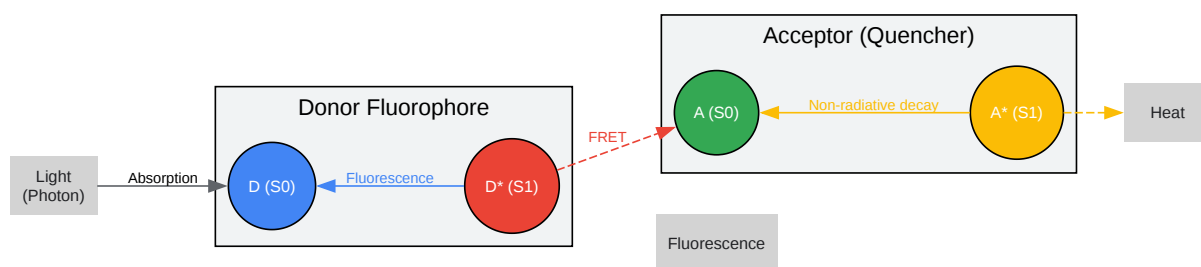 Acceptor (Quencher)
Donor Fluorophore
Light
(Photon)
Absorption
D (S0)
Fluorescence
D* (S1)
FRET
A (S0)
Non-radiative decay
A* (S1)
Heat
Fluorescence